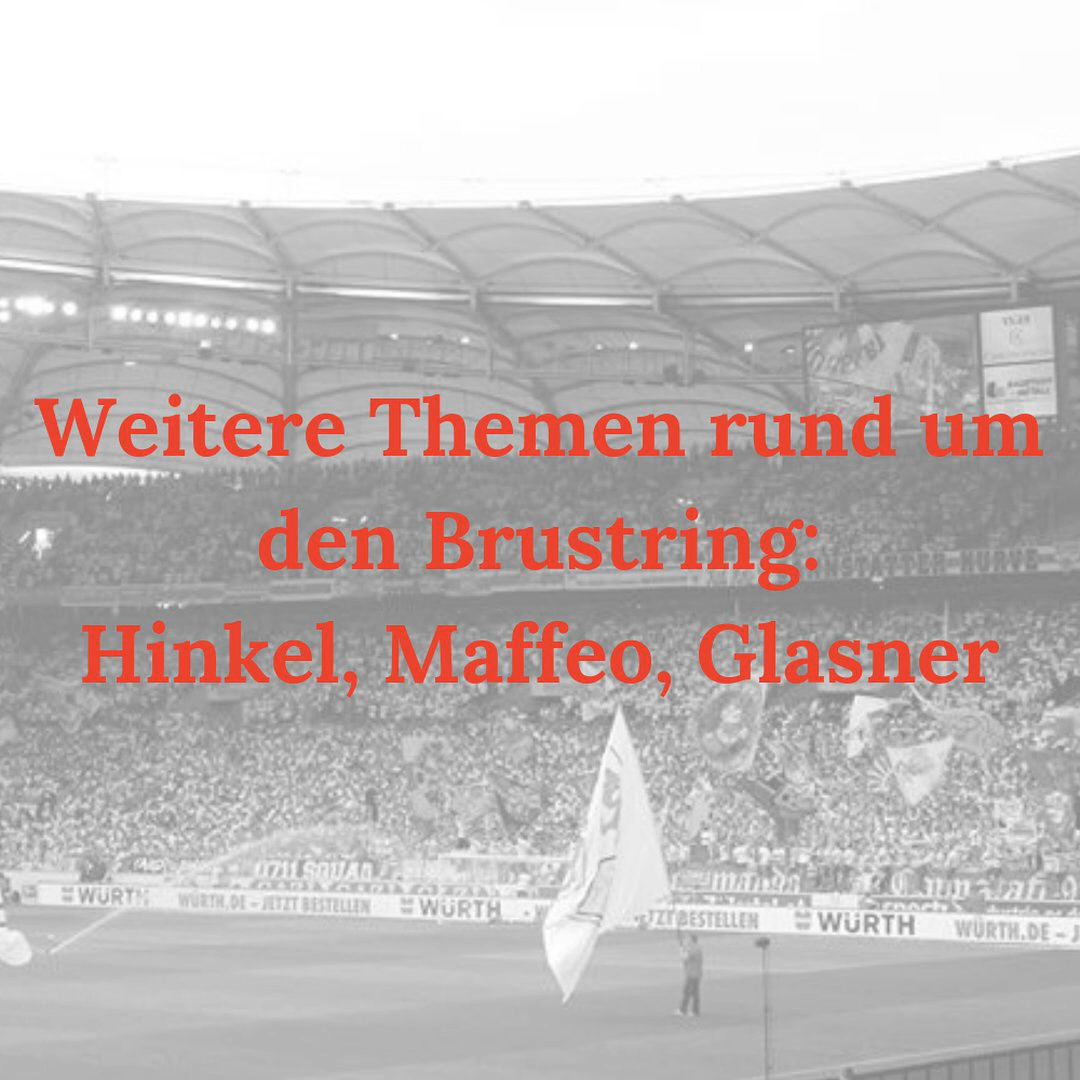 Weitere Themen rund um
den Brustring:
Hinkel, Maffeo, Glasner
WÜRTH
WÜRTH.DE – JETZT BESTELLEN
WÜRTH
BESTELLEN
WÜRTH
WÜRTH.DE – J